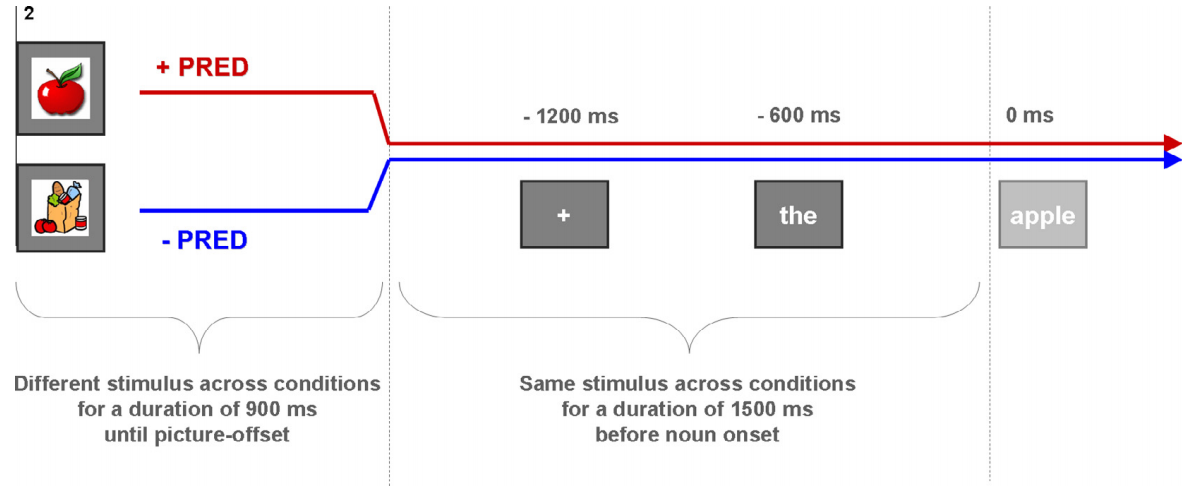 2
+ PRED
- 1200 ms
- 600 ms
0 ms
+
the
apple
- PRED
Different stimulus across conditions
for a duration of 900 ms
until picture-offset
Same stimulus across conditions
for a duration of 1500 ms
before noun onset